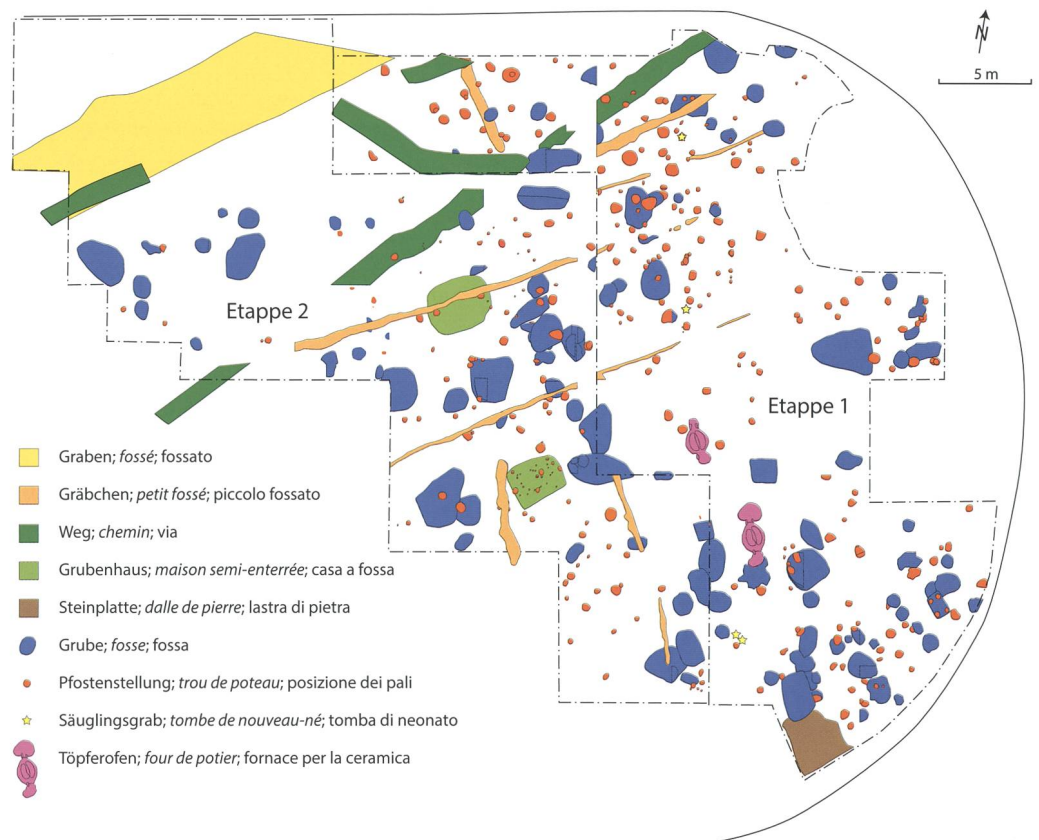 N
5 m
Etappe 2
Etappe 1
Graben; fossé; fossato
Gräbchen; petit fossé; piccolo fossato
Weg; chemin; via
Grubenhaus; maison semi-enterrée; casa a fossa
Steinplatte; dalle de pierre; lastra di pietra
Grube; fosse; fossa
Pfostenstellung; trou de poteau; posizione dei pali
Säuglingsgrab; tombe de nouveau-né; tomba di neonato
Töpferofen; four de potier; fornace per la ceramica